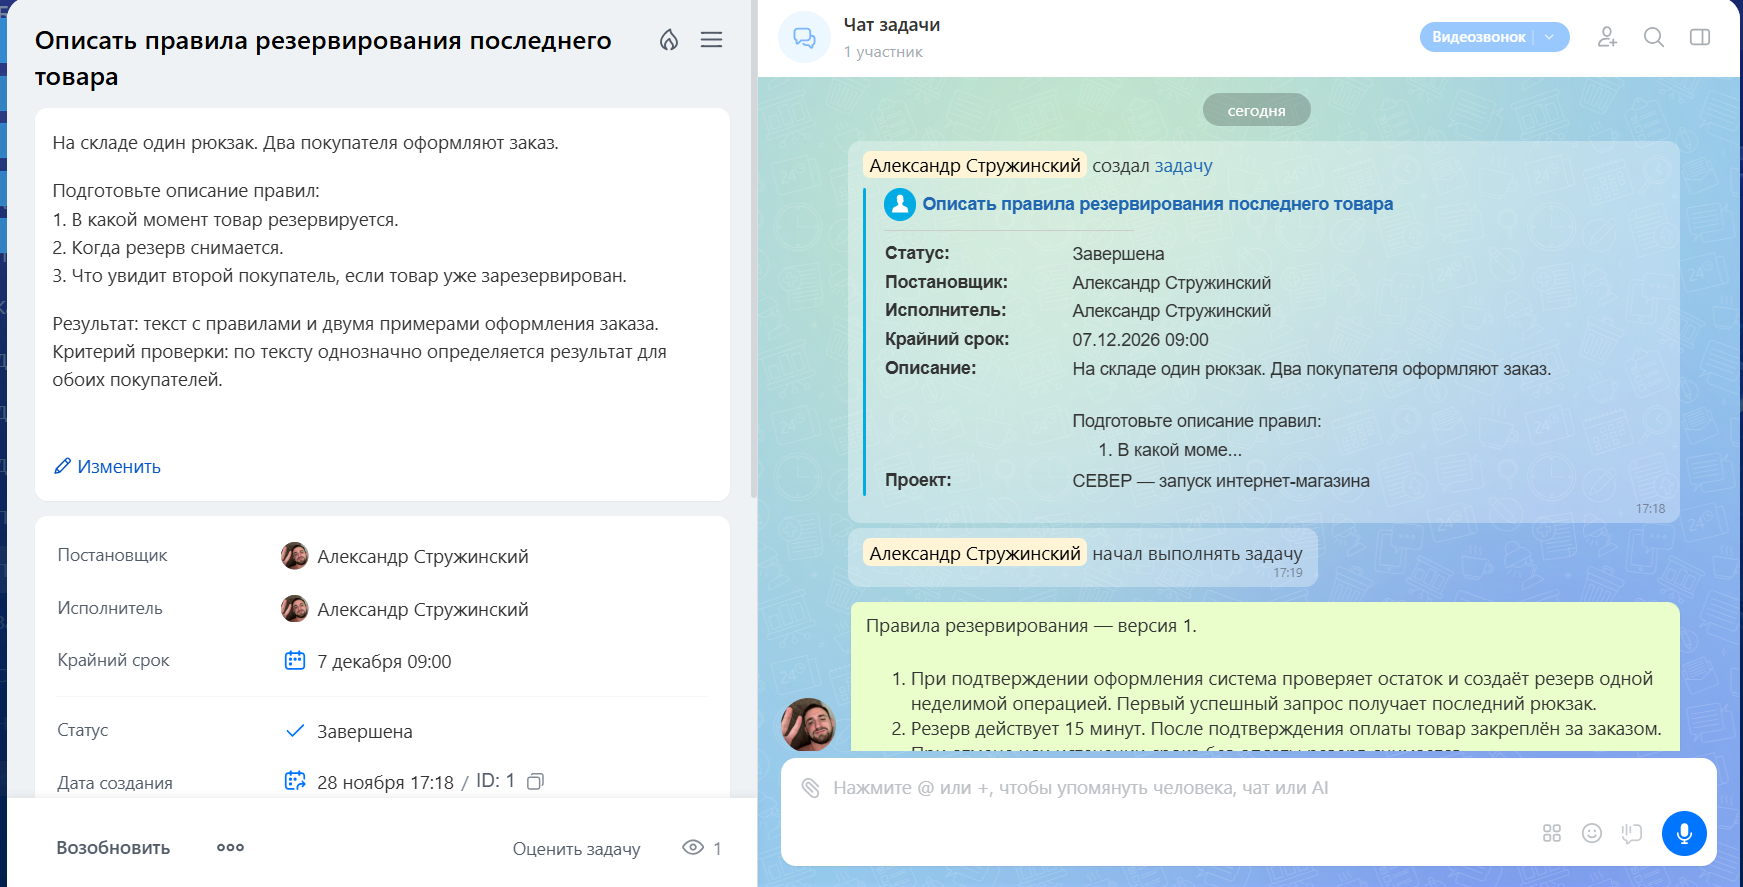 Описать правила резервирования последнего
товара
На складе один рюкзак. Два покупателя оформляют заказ.
Подготовьте описание правил:
1. В какой момент товар резервируется.
2. Когда резерв снимается.
3. Что увидит второй покупатель, если товар уже зарезервирован.
Результат: текст с правилами и двумя примерами оформления заказа.
Критерий проверки: по тексту однозначно определяется результат для
обоих покупателей.
Изменить
Постановщик Александр Стружинский
Исполнитель Александр Стружинский
Крайний срок 7 декабря 09:00
Статус Завершена
Дата создания 28 ноября 17:18 / ID: 1
Возобновить
Оценить задачу 1
Чат задачи
1 участник
Видеозвонок
сегодня
Александр Стружинский создал задачу
Описать правила резервирования последнего товара
Статус: Завершена
Постановщик: Александр Стружинский
Исполнитель: Александр Стружинский
Крайний срок: 07.12.2026 09:00
Описание: На складе один рюкзак. Два покупателя оформляют заказ.
Подготовьте описание правил:
1. В какой моме...
Проект: СЕВЕР — запуск интернет-магазина
17:18
Александр Стружинский начал выполнять задачу
17:19
Правила резервирования — версия 1.
1. При подтверждении оформления система проверяет остаток и создаёт резерв одной
неделимой операцией. Первый успешный запрос получает последний рюкзак.
2. Резерв действует 15 минут. После подтверждения оплаты товар закреплён за заказом.
Нажмите @ или +, чтобы упомянуть человека, чат или AI